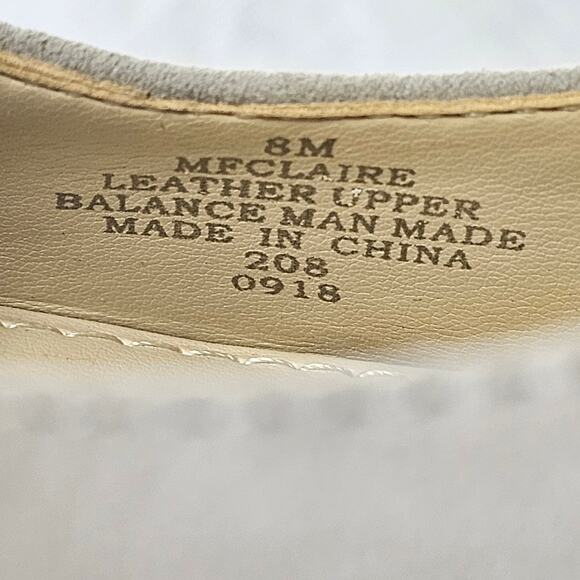 8M
MFCLAIRE
LEATHER UPPER
BALANCE MAN MADE
MADE IN CHINA
208
0918